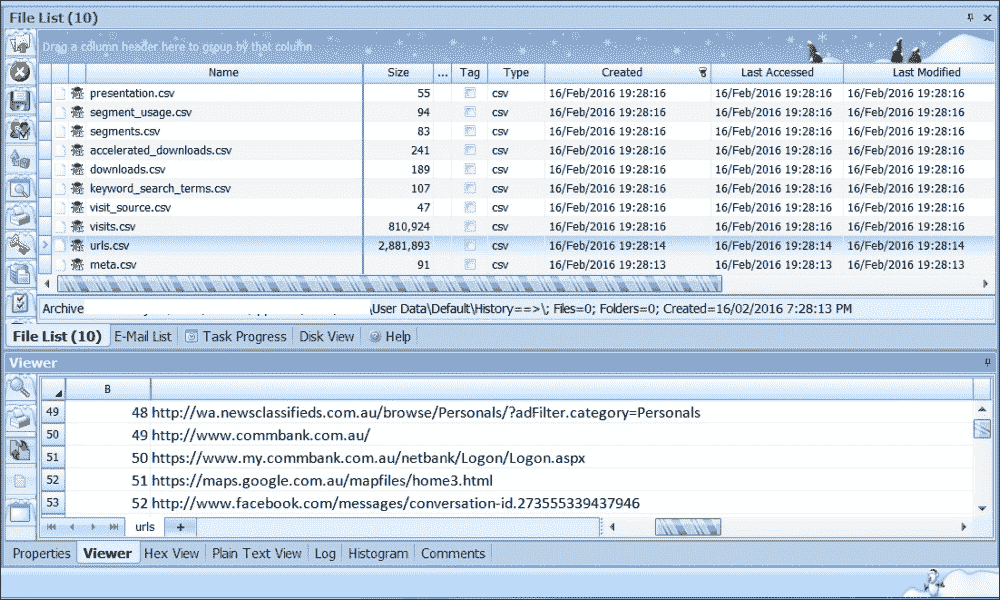 File List (10)
Drag a column header here to group by that column
Name Size ... Tag Type Created Last Accessed Last Modified
presentation.csv 55 csv 16/Feb/2016 19:28:16 16/Feb/2016 19:28:16 16/Feb/2016 19:28:16
segment_usage.csv 94 csv 16/Feb/2016 19:28:16 16/Feb/2016 19:28:16 16/Feb/2016 19:28:16
segments.csv 83 csv 16/Feb/2016 19:28:16 16/Feb/2016 19:28:16 16/Feb/2016 19:28:16
accelerated_downloads.csv 241 csv 16/Feb/2016 19:28:16 16/Feb/2016 19:28:16 16/Feb/2016 19:28:16
downloads.csv 189 csv 16/Feb/2016 19:28:16 16/Feb/2016 19:28:16 16/Feb/2016 19:28:16
keyword_search_terms.csv 107 csv 16/Feb/2016 19:28:16 16/Feb/2016 19:28:16 16/Feb/2016 19:28:16
visit_source.csv 47 csv 16/Feb/2016 19:28:16 16/Feb/2016 19:28:16 16/Feb/2016 19:28:16
visits.csv 810,924 csv 16/Feb/2016 19:28:16 16/Feb/2016 19:28:16 16/Feb/2016 19:28:16
urls.csv 2,881,893 csv 16/Feb/2016 19:28:14 16/Feb/2016 19:28:14 16/Feb/2016 19:28:14
meta.csv 91 csv 16/Feb/2016 19:28:13 16/Feb/2016 19:28:13 16/Feb/2016 19:28:13
Archive \User Data\Default\History==>\; Files=0; Folders=0; Created=16/02/2016 7:28:13 PM
File List (10) E-Mail List Task Progress Disk View Help
Viewer
B
49 48 http://wa.newsclassifieds.com.au/browse/Personals/?adFilter.category=Personals
50 49 http://www.commbank.com.au/
51 50 https://www.my.commbank.com.au/netbank/Logon/Logon.aspx
52 51 https://maps.google.com.au/mapfiles/home3.html
53 52 http://www.facebook.com/messages/conversation-id.273555339437946
urls +
Properties Viewer Hex View Plain Text View Log Histogram Comments